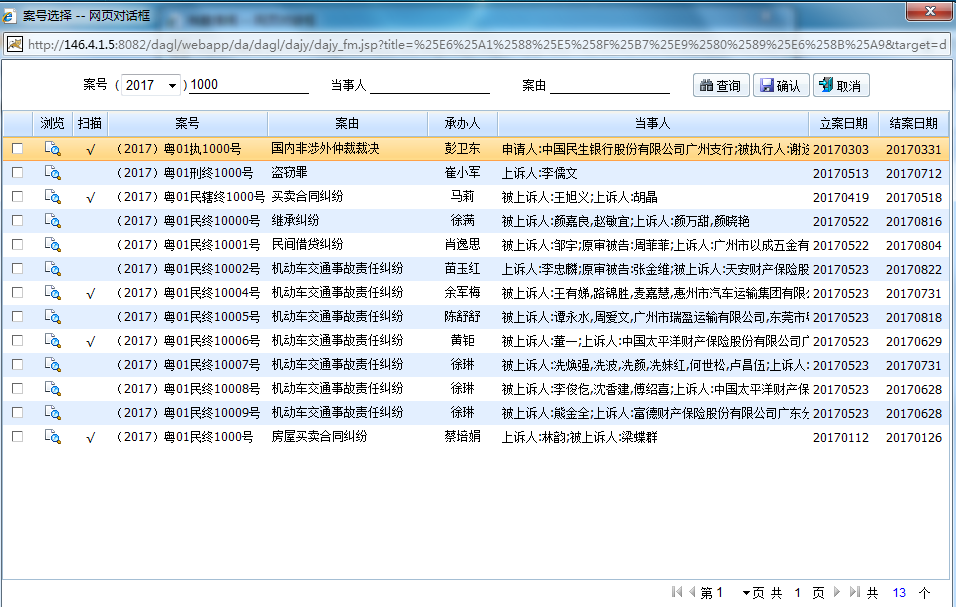 案号选择 -- 网页对话框
http://146.4.1.5:8082/dagl/webapp/da/dagl/dajy/dajy_fm.jsp?title=%25E6%25A1%2588%25E5%258F%25B7%25E9%2580%2589%25E6%258B%25A9&target=d
案号 ( 2017 ) 1000 当事人 案由 查询 确认 取消
浏览 扫描 案号 案由 承办人 当事人 立案日期 结案日期
√ （2017）粤01执1000号 国内非涉外仲裁裁决 彭卫东 申请人:中国民生银行股份有限公司广州支行;被执行人:谢达 20170303 20170331
（2017）粤01刑终1000号 盗窃罪 崔小军 上诉人:李儒文 20170513 20170712
√ （2017）粤01民辖终1000号 买卖合同纠纷 马莉 被上诉人:王旭义;上诉人:胡晶 20170419 20170518
（2017）粤01民终10000号 继承纠纷 徐满 被上诉人:颜嘉良,赵敏宜;上诉人:颜万甜,颜晓艳 20170522 20170816
（2017）粤01民终10001号 民间借贷纠纷 肖逸思 被上诉人:邹宇;原审被告:周菲菲;上诉人:广州市以成五金有 20170522 20170804
（2017）粤01民终10002号 机动车交通事故责任纠纷 苗玉红 上诉人:李忠麟;原审被告:张金维;被上诉人:天安财产保险股 20170523 20170822
√ （2017）粤01民终10004号 机动车交通事故责任纠纷 余军梅 被上诉人:王有娣,路锦胜,麦嘉慧,惠州市汽车运输集团有限 20170523 20170731
（2017）粤01民终10005号 机动车交通事故责任纠纷 陈舒舒 被上诉人:谭永水,周爱文,广州市瑞盈运输有限公司,东莞市 20170523 20170818
√ （2017）粤01民终10006号 机动车交通事故责任纠纷 黄钜 被上诉人:董一;上诉人:中国太平洋财产保险股份有限公司广 20170523 20170629
（2017）粤01民终10007号 机动车交通事故责任纠纷 徐琳 被上诉人:冼焕强,冼波,冼颜,冼妹红,何世松,卢昌伍;上诉人: 20170523 20170731
（2017）粤01民终10008号 机动车交通事故责任纠纷 徐琳 被上诉人:李俊佗,沈香建,傅绍喜;上诉人:中国太平洋财产保 20170523 20170628
（2017）粤01民终10009号 机动车交通事故责任纠纷 徐琳 被上诉人:熊金全;上诉人:富德财产保险股份有限公司广东分 20170523 20170628
√ （2017）粤01民终1000号 房屋买卖合同纠纷 蔡培娟 上诉人:林韵;被上诉人:梁蝶群 20170112 20170126
第 1 页 共 1 页 共 13 个